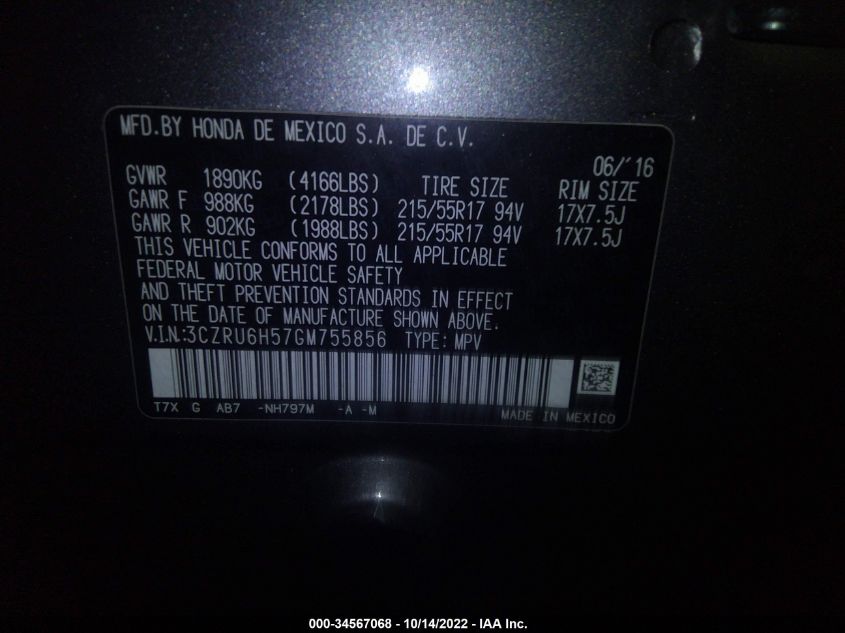 MFD.BY HONDA DE MEXICO S.A. DE C.V.
06/'16
GVWR 1890KG (4166LBS) TIRE SIZE RIM SIZE
GAWR F 988KG (2178LBS) 215/55R17 94V 17X7.5J
GAWR R 902KG (1988LBS) 215/55R17 94V 17X7.5J
THIS VEHICLE CONFORMS TO ALL APPLICABLE
FEDERAL MOTOR VEHICLE SAFETY
AND THEFT PREVENTION STANDARDS IN EFFECT
ON THE DATE OF MANUFACTURE SHOWN ABOVE.
V.I.N:3CZRU6H57GM755856 TYPE: MPV
T7X G AB7 -NH797M -A -M
MADE IN MEXICO
000-34567068 - 10/14/2022 - IAA Inc.